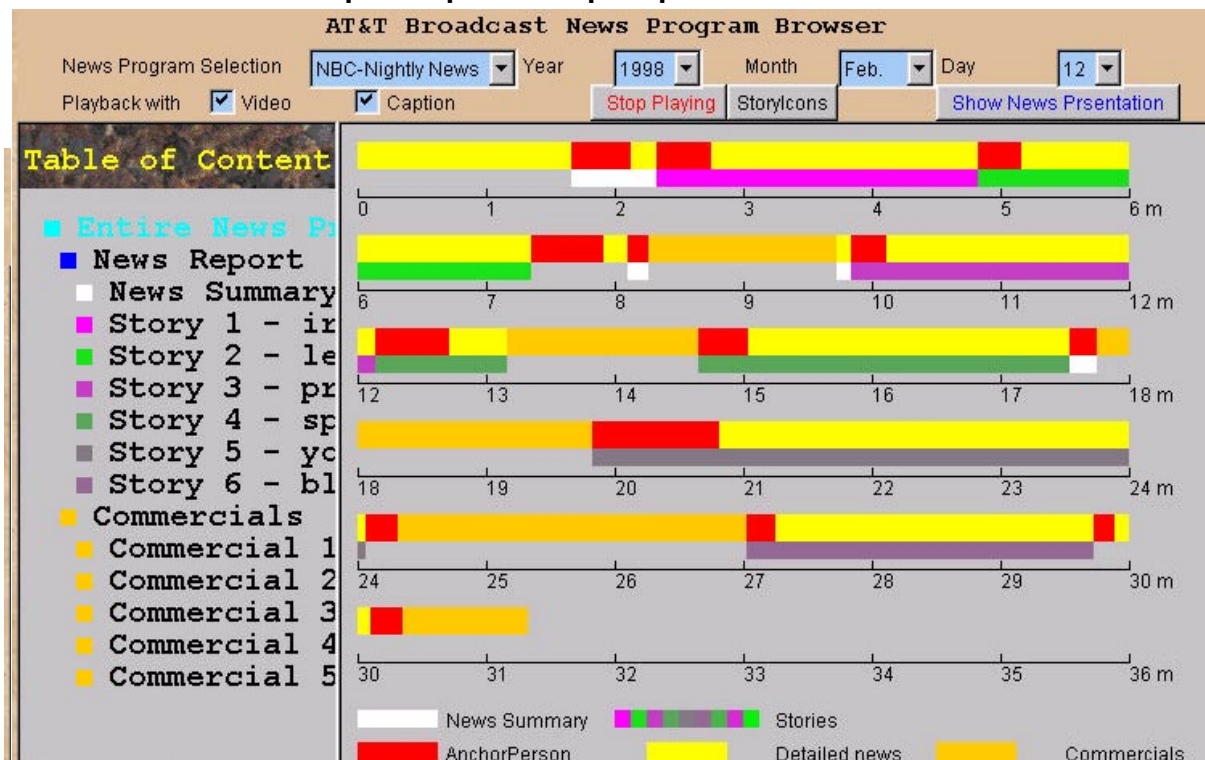 AT&T Broadcast News Program Browser
News Program Selection NBC-Nightly News Year 1998 Month Feb. Day 12
Playback with Video Caption Stop Playing StoryIcons Show News Prsentation
Table of Content
Entire News Pr
News Report
News Summary
Story 1 - ir
Story 2 - le
Story 3 - pr
Story 4 - sp
Story 5 - yo
Story 6 - bl
Commercials
Commercial 1
Commercial 2
Commercial 3
Commercial 4
Commercial 5
0 1 2 3 4 5 6 m
6 7 8 9 10 11 12 m
12 13 14 15 16 17 18 m
18 19 20 21 22 23 24 m
24 25 26 27 28 29 30 m
30 31 32 33 34 35 36 m
News Summary Stories
AnchorPerson Detailed news Commercials